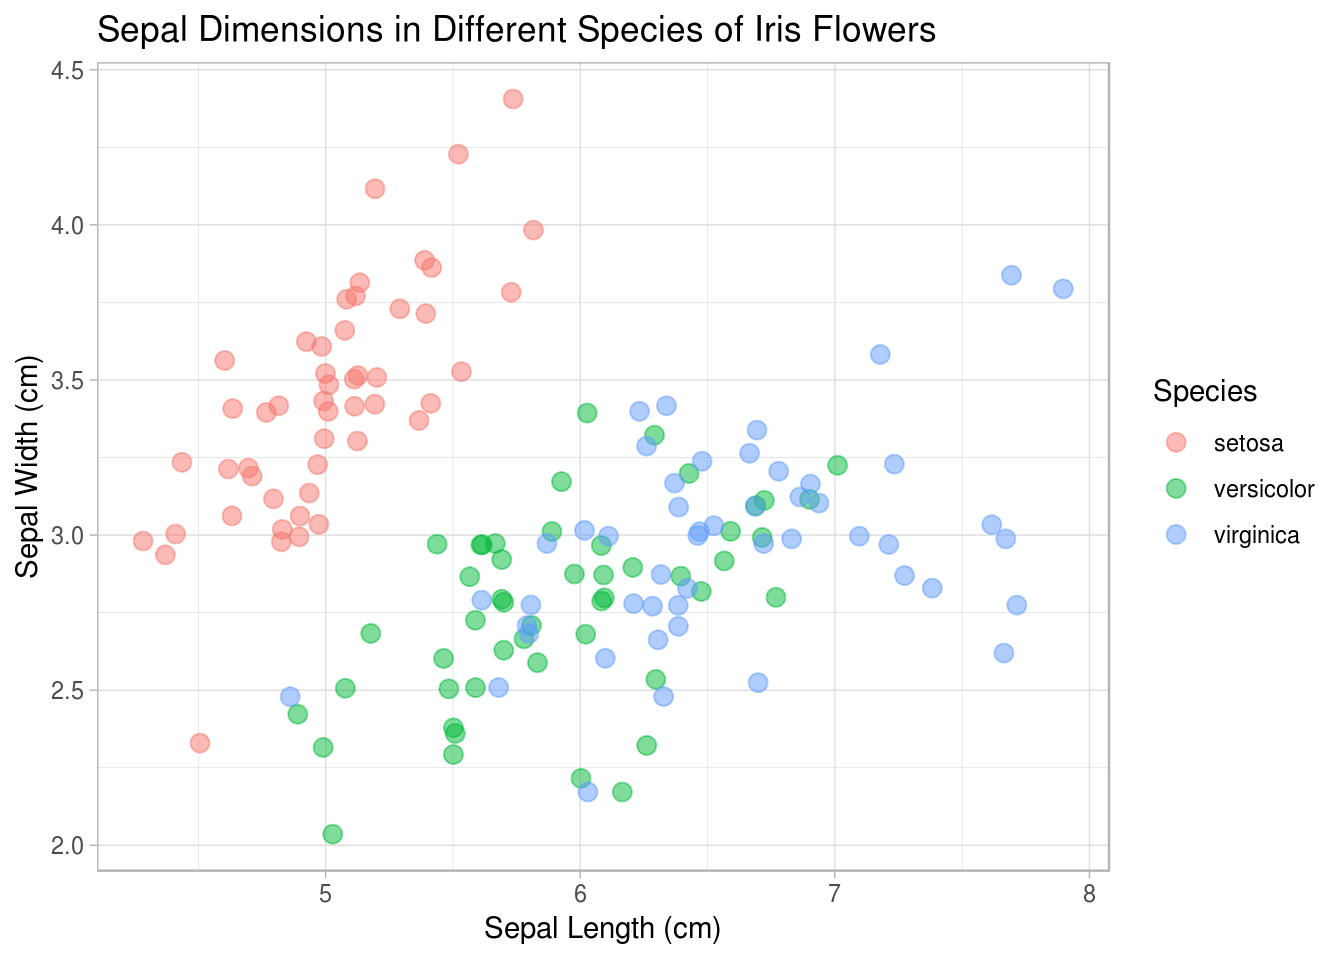 Sepal Dimensions in Different Species of Iris Flowers
4.5
4.0
3.5
3.0
2.5
2.0
Sepal Width (cm)
5 6 7 8
Sepal Length (cm)
Species
setosa
versicolor
virginica